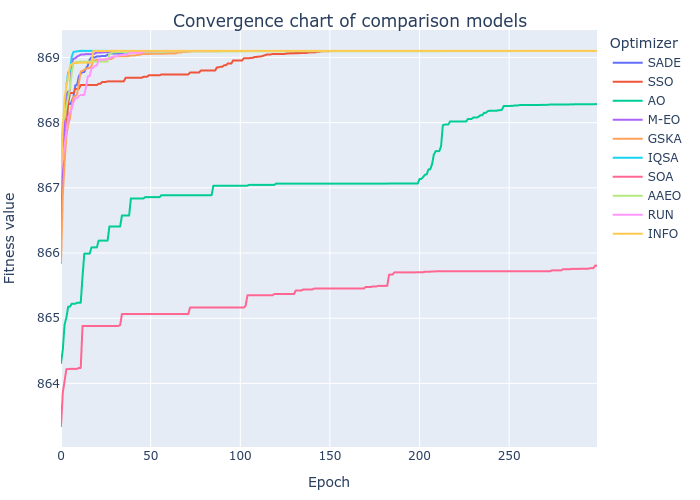 Convergence chart of comparison models
Optimizer
SADE
SSO
AO
M-EO
GSKA
IQSA
SOA
AAEO
RUN
INFO
Fitness value
869
868
867
866
865
864
0 50 100 150 200 250
Epoch